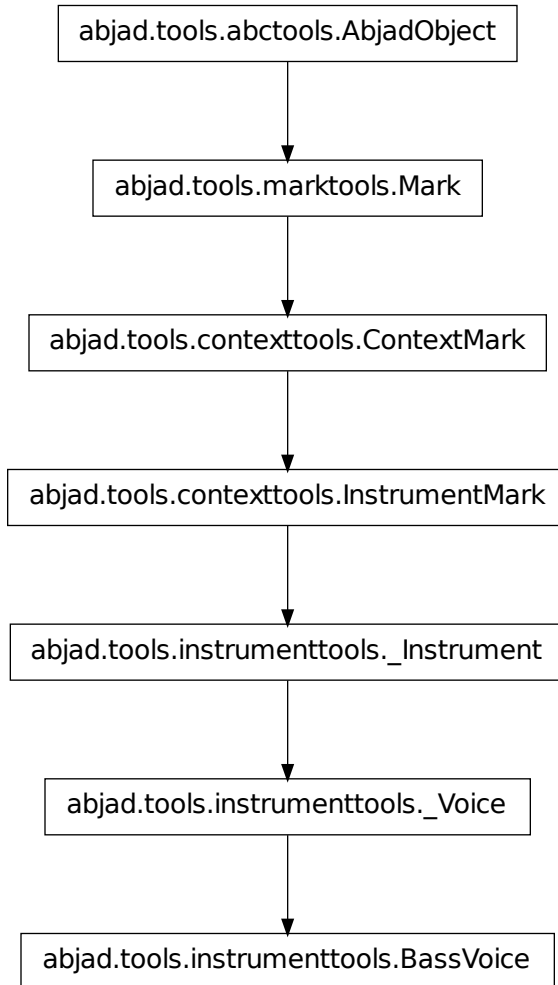 abjad.tools.abctools.AbjadObject
abjad.tools.marktools.Mark
abjad.tools.contexttools.ContextMark
abjad.tools.contexttools.InstrumentMark
abjad.tools.instrumenttools._Instrument
abjad.tools.instrumenttools._Voice
abjad.tools.instrumenttools.BassVoice